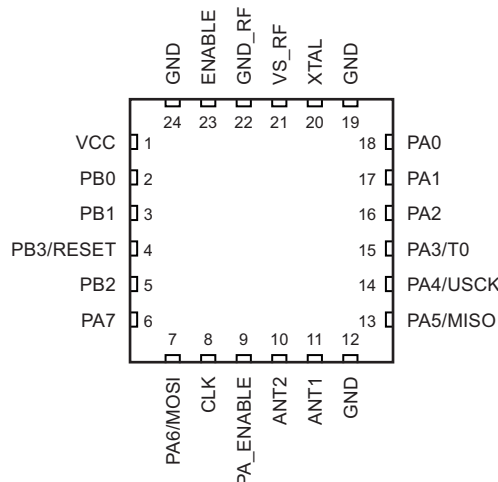 GND
ENABLE
GND_RF
VS_RF
XTAL
GND
24
23
22
21
20
19
VCC 1
18 PA0
PB0 2
17 PA1
PB1 3
16 PA2
PB3/RESET 4
15 PA3/T0
PB2 5
14 PA4/USCK
PA7 6
13 PA5/MISO
7
8
9
10
11
12
PA6/MOSI
CLK
PA_ENABLE
ANT2
ANT1
GND